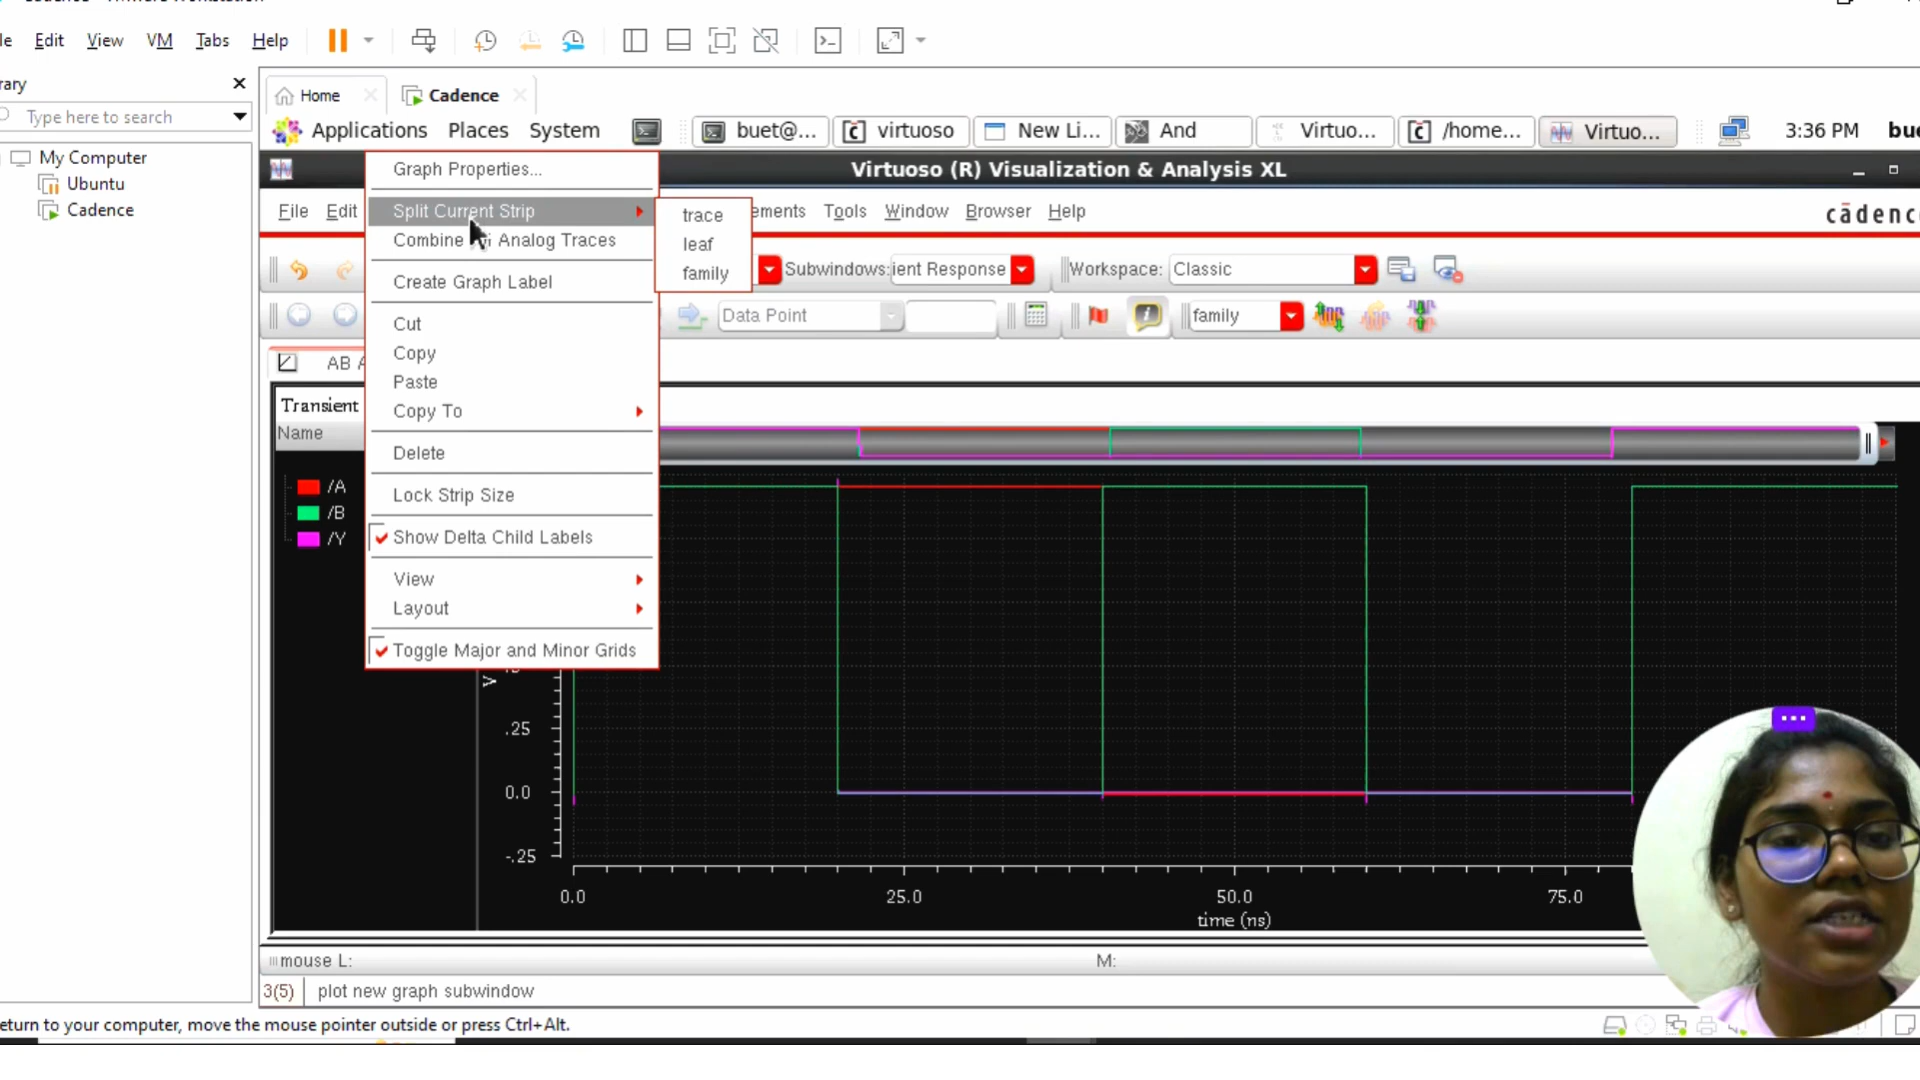 Edit View VM Tabs Help
Type here to search
My Computer
Ubuntu
Cadence
Home
Cadence
Applications Places System
buet@...
virtuoso
New Li...
And
Virtuo...
/home...
Virtuo...
3:36 PM
Virtuoso (R) Visualization & Analysis XL
File Edit
Tools Window Browser Help
cādenc
Graph Properties...
Split Current Strip
Combine
Analog Traces
Create Graph Label
Cut
Copy
Paste
Copy To
Delete
Lock Strip Size
Show Delta Child Labels
View
Layout
Toggle Major and Minor Grids
trace
leaf
family
Subwindows:ient Response
Workspace: Classic
Data Point
family
AB
Transient
Name
/A
/B
/Y
V
.25
0.0
-.25
0.0 25.0 50.0 75.0
time (ns)
mouse L: M:
3(5) plot new graph subwindow
eturn to your computer, move the mouse pointer outside or press Ctrl+Alt.